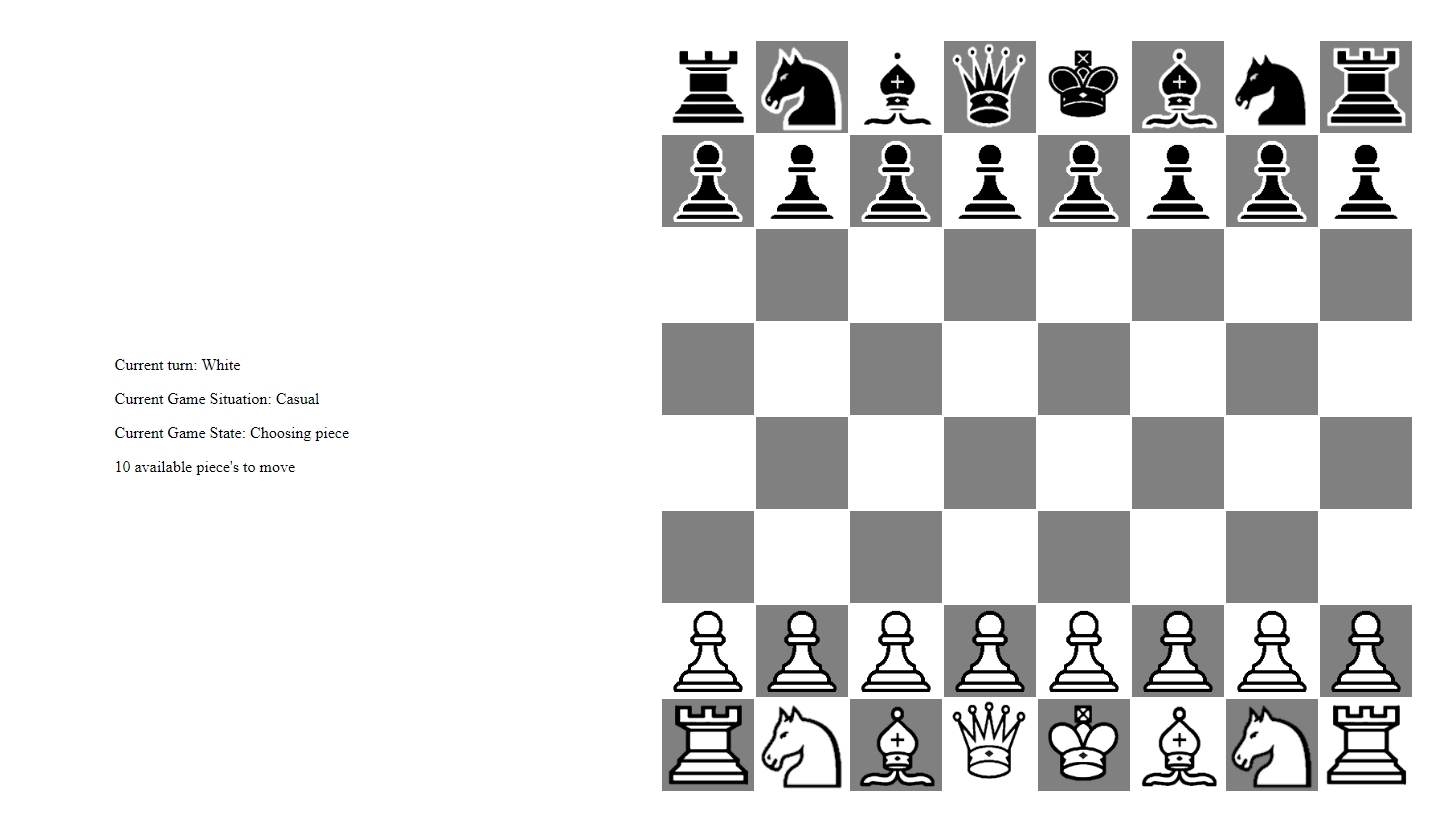 Current turn: White
Current Game Situation: Casual
Current Game State: Choosing piece
10 available piece's to move